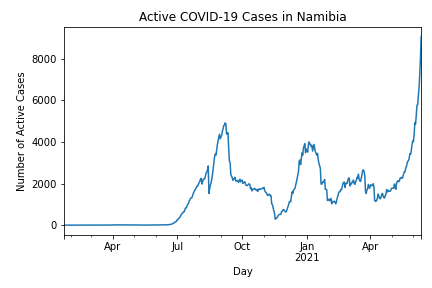 Active COVID-19 Cases in Namibia
Number of Active Cases
8000
6000
4000
2000
0
Apr
Jul
Oct
Jan
2021
Apr
Day